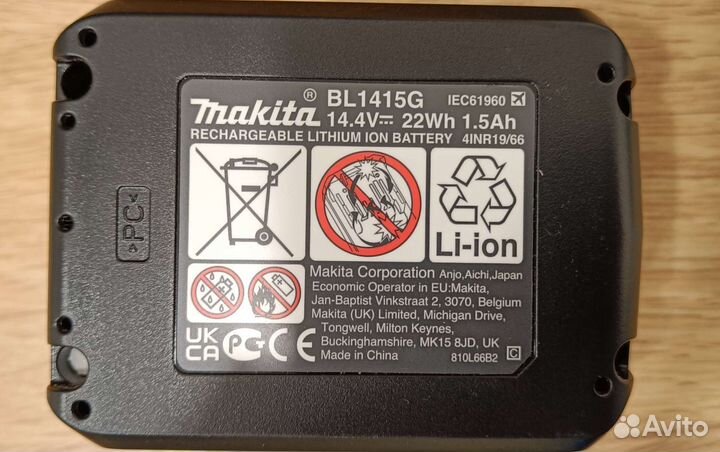 makita® BL1415G IEC61960
14.4V 22Wh 1.5Ah
RECHARGEABLE LITHIUM ION BATTERY 4INR19/66
Li-ion
>PC<
Makita Corporation Anjo,Aichi,Japan
Economic Operator in EU:Makita,
Jan-Baptist Vinkstraat 2, 3070, Belgium
Makita (UK) Limited, Michigan Drive,
Tongwell, Milton Keynes,
Buckinghamshire, MK15 8JD, UK
Made in China 810L66B2 C
UK
CA
PG CE
Avito